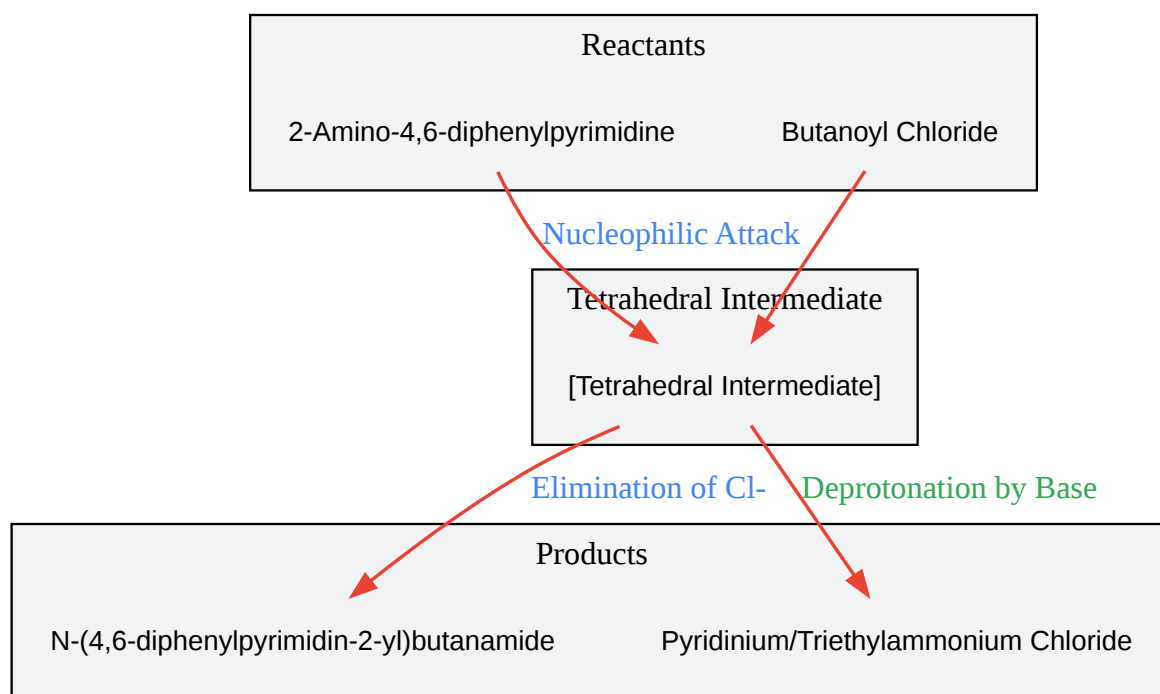 Reactants
2-Amino-4,6-diphenylpyrimidine
Butanoyl Chloride
Nucleophilic Attack
Tetrahedral Intermediate
[Tetrahedral Intermediate]
Elimination of Cl-
Deprotonation by Base
Products
N-(4,6-diphenylpyrimidin-2-yl)butanamide
Pyridinium/Triethylammonium Chloride